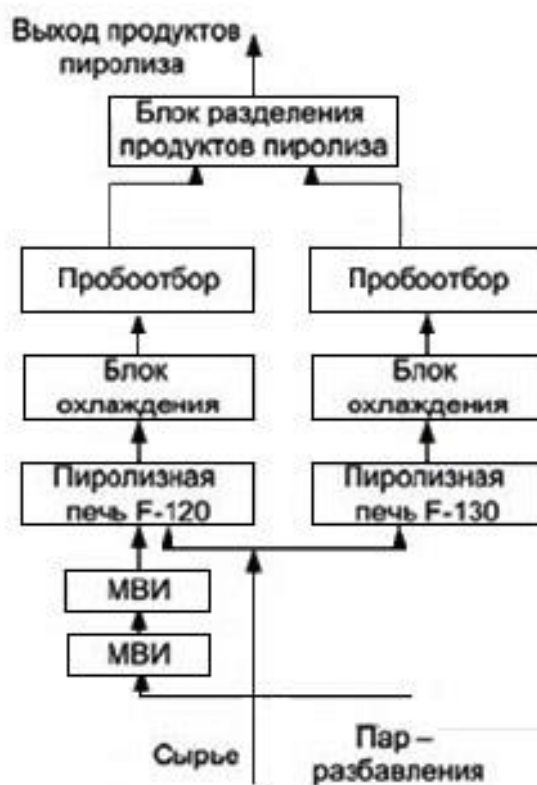 Выход продуктов
пиролиза
Блок разделения
продуктов пиролиза
Пробоотбор
Пробоотбор
Блок
охлаждения
Блок
охлаждения
Пиролизная
печь F-120
Пиролизная
печь F-130
МВИ
МВИ
Сырье
Пар –
разбавления